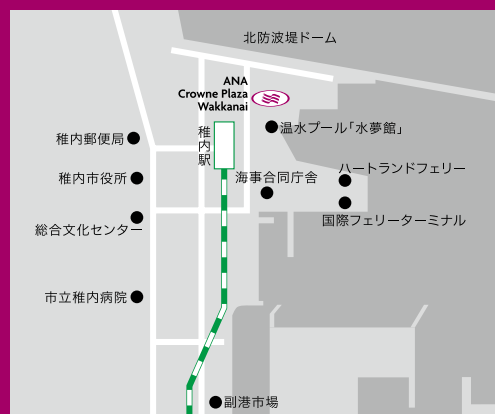 北防波堤ドーム
ANA
Crowne Plaza
Wakkanai
稚内駅
温水プール「水夢館」
稚内郵便局
ハートランドフェリー
稚内市役所
海事合同庁舎
国際フェリーターミナル
総合文化センター
市立稚内病院
副港市場